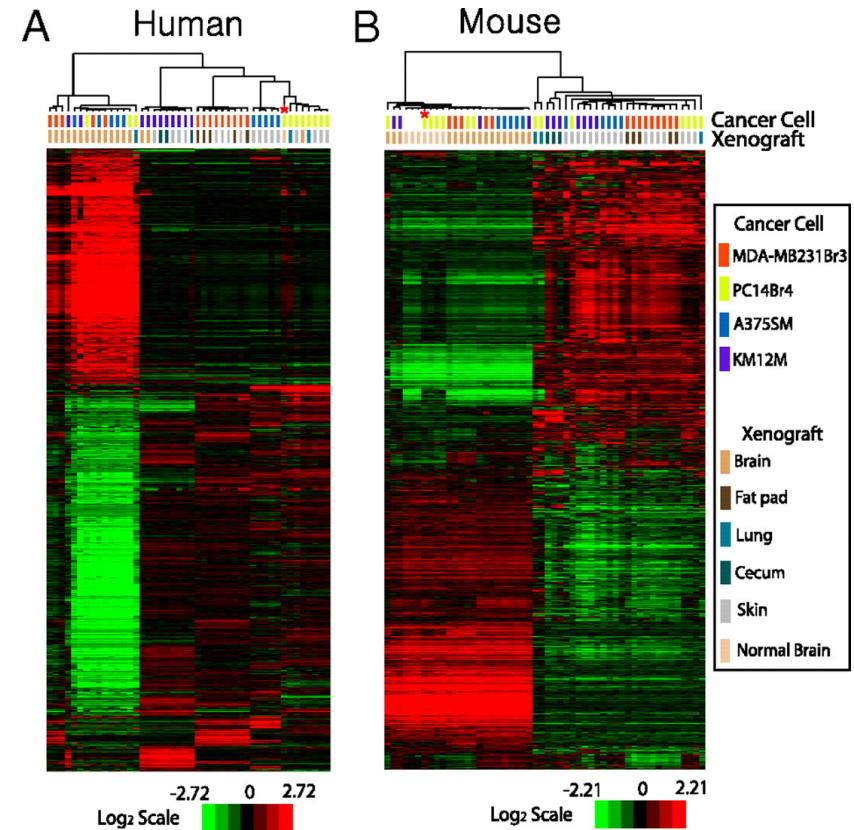 A Human
B Mouse
*
*
Cancer Cell
Xenograft
Cancer Cell
MDA-MB231Br3
PC14Br4
A375SM
KM12M
Xenograft
Brain
Fat pad
Lung
Cecum
Skin
Normal Brain
-2.72 0 2.72
Log2 Scale
-2.21 0 2.21
Log2 Scale